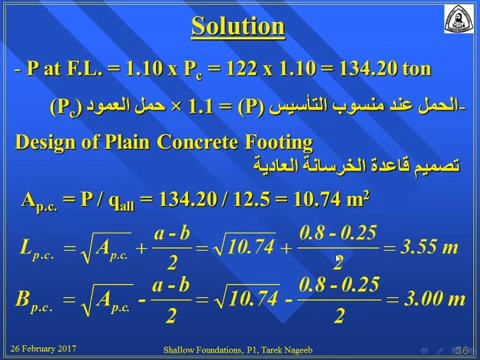 Solution
- P at F.L. = 1.10 x Pc = 122 x 1.10 = 134.20 ton
-الحمل عند منسوب التأسيس (P) = 1.1 × حمل العمود (Pc)
Design of Plain Concrete Footing
تصميم قاعدة الخرسانة العادية
Ap.c. = P / qall = 134.20 / 12.5 = 10.74 m2
Lp.c. = √Ap.c. + (a - b)/2 = √10.74 + (0.8 - 0.25)/2 = 3.55 m
Bp.c. = √Ap.c. - (a - b)/2 = √10.74 - (0.8 - 0.25)/2 = 3.00 m
26 February 2017 Shallow Foundations, P1, Tarek Nageeb 36